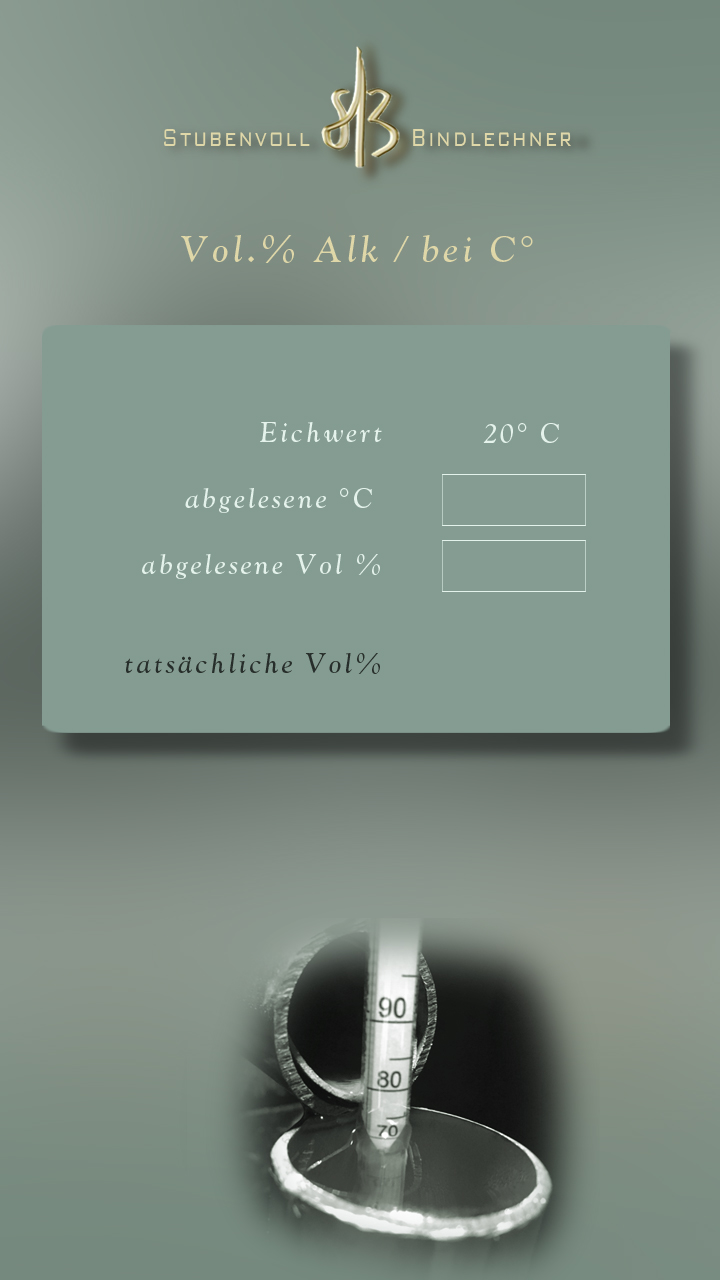 Stubenvoll SB Bindlechner
Vol.% Alk / bei C°
Eichwert 20° C
abgelesene °C
abgelesene Vol %
tatsächliche Vol%
90
80
70